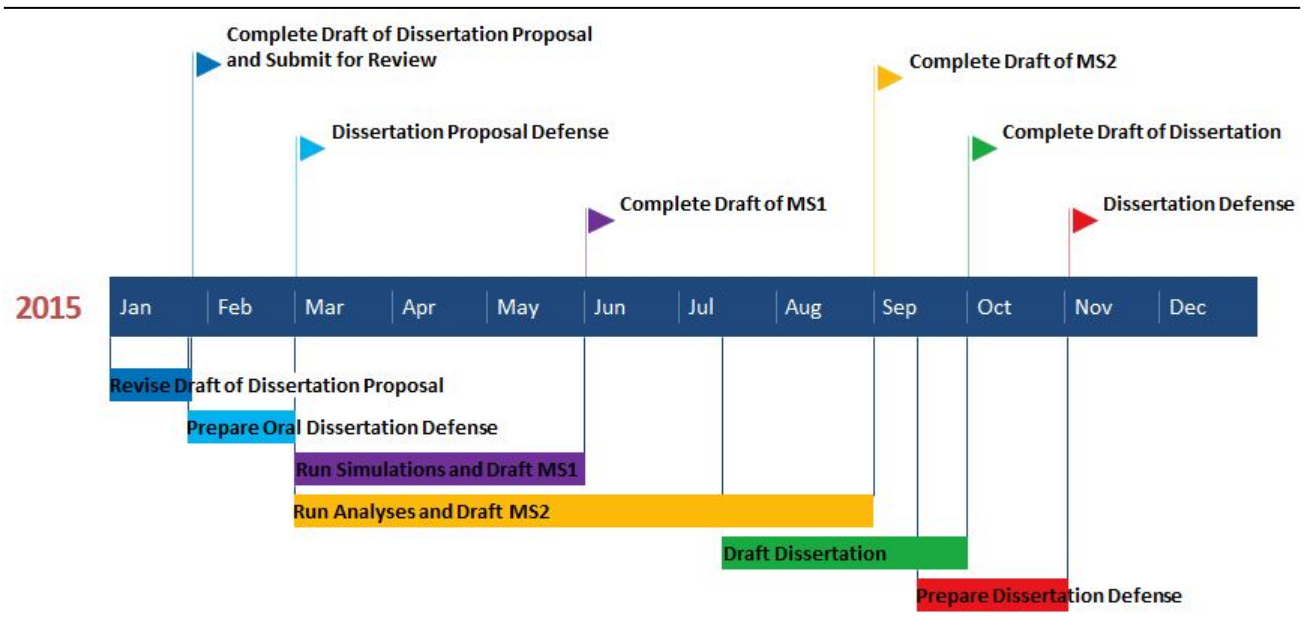 Complete Draft of Dissertation Proposal
and Submit for Review
Complete Draft of MS2
Dissertation Proposal Defense
Complete Draft of Dissertation
Complete Draft of MS1
Dissertation Defense
2015
Jan Feb Mar Apr May Jun Jul Aug Sep Oct Nov Dec
Revise Draft of Dissertation Proposal
Prepare Oral Dissertation Defense
Run Simulations and Draft MS1
Run Analyses and Draft MS2
Draft Dissertation
Prepare Dissertation Defense